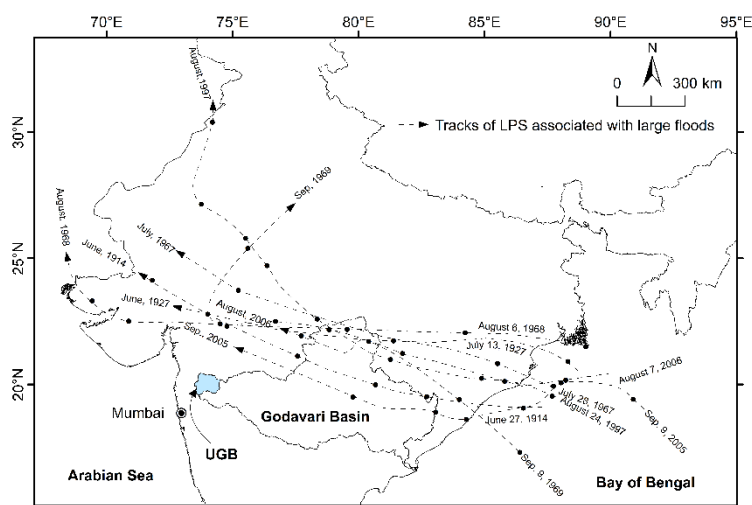 70°E 75°E 80°E 85°E 90°E 95°E
N
0 300 km
Tracks of LPS associated with large floods
August, 1997
30°N
Sep, 1969
August, 1968
July, 1967
June, 1914
25°N
June, 1927
August, 2006
Sep. 2005
August 6, 1968
July 13, 1927
August 7, 2006
20°N
July 28, 1967
August 24, 1997
June 27, 1914
Sep. 9, 2005
Sep. 9, 1969
Mumbai
Godavari Basin
UGB
Arabian Sea
Bay of Bengal